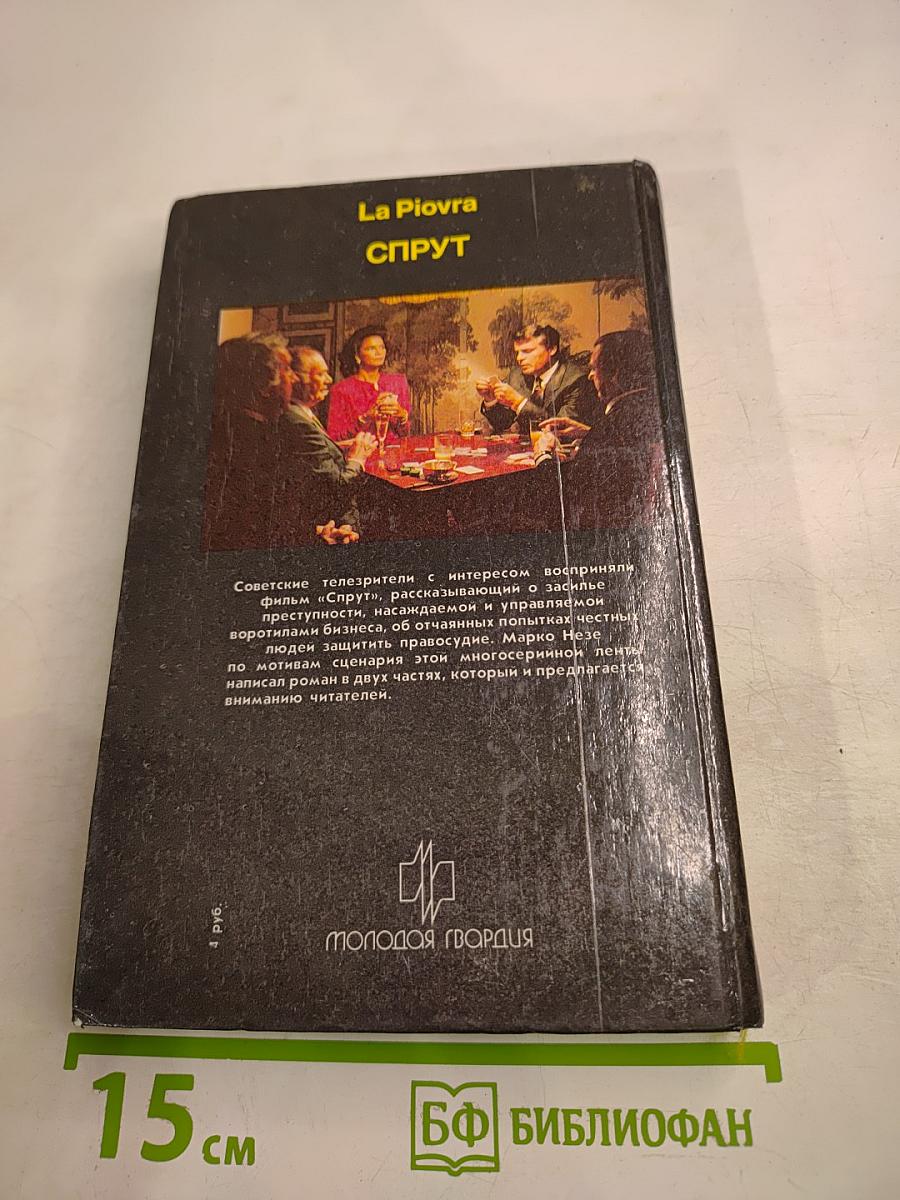 La Piovra
СПРУТ
Советские телезрители с интересом восприняли
фильм «Спрут», рассказывающий о засилье
преступности, насаждаемой и управляемой
воротилами бизнеса, об отчаянных попытках честных
людей защитить правосудие. Марко Незе
по мотивам сценария этой многосерийной ленты
написал роман в двух частях, который и предлагается
вниманию читателей.
4 руб.
МОЛОДАЯ ГВАРДИЯ
15 см
БФ БИБЛИОФАН